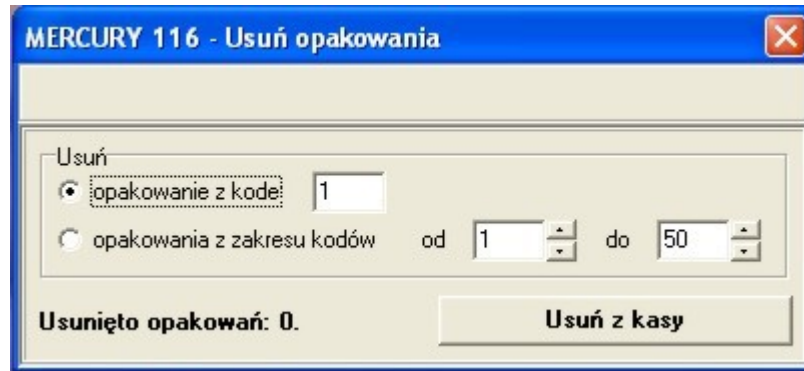 MERCURY 116 - Usuń opakowania
Usuń
opakowanie z kode 1
opakowania z zakresu kodów od 1 do 50
Usunięto opakowań: 0. Usuń z kasy